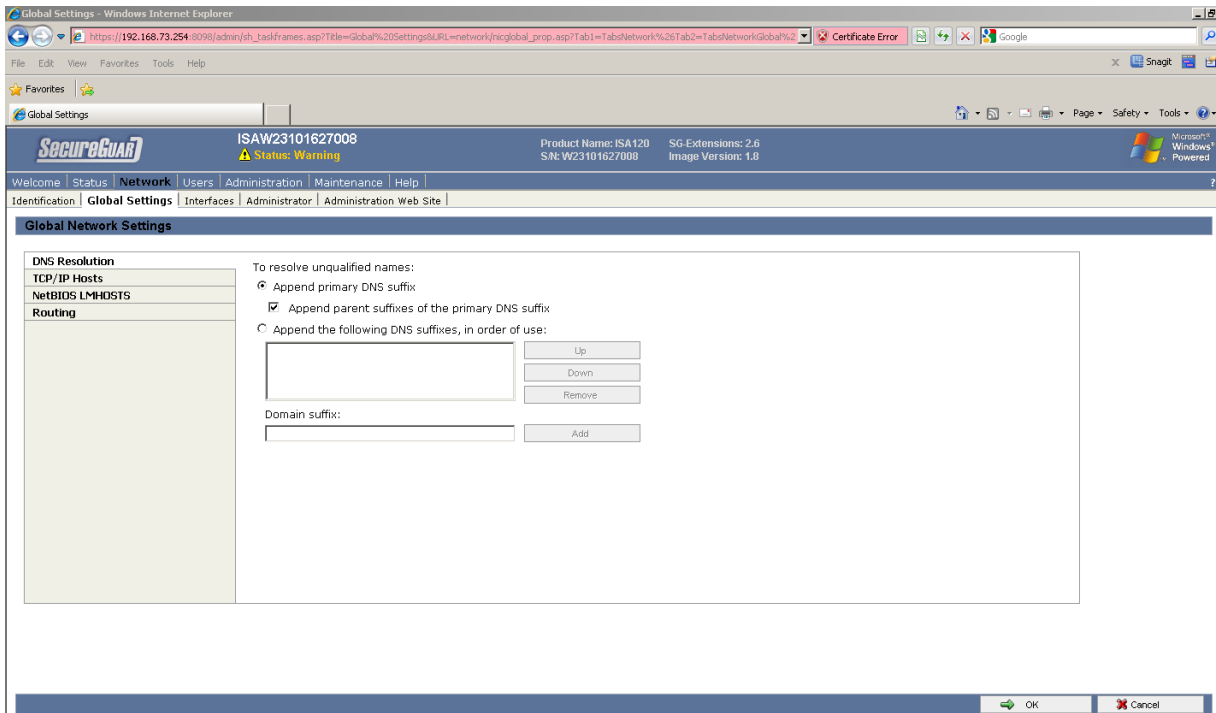 Global Settings - Windows Internet Explorer
https://192.168.73.254:8098/admin/sh_taskframes.asp?Title=Global%20Settings&URL=network/nicglobal_prop.asp?Tab1=TabsNetwork%26Tab2=TabsNetworkGlobal%2 Certificate Error Google
File Edit View Favorites Tools Help x Snagit
Favorites
Global Settings Page Safety Tools
SecureGUARD ISAW23101627008 Product Name: ISA120 SG-Extensions: 2.6 Microsoft®
Status: Warning S/N: W23101627008 Image Version: 1.8 Windows®
Powered
Welcome Status Network Users Administration Maintenance Help ?
Identification Global Settings Interfaces Administrator Administration Web Site
Global Network Settings
DNS Resolution
TCP/IP Hosts
NetBIOS LMHOSTS
Routing
To resolve unqualified names:
Append primary DNS suffix
Append parent suffixes of the primary DNS suffix
Append the following DNS suffixes, in order of use:
Up
Down
Remove
Domain suffix:
Add
OK Cancel